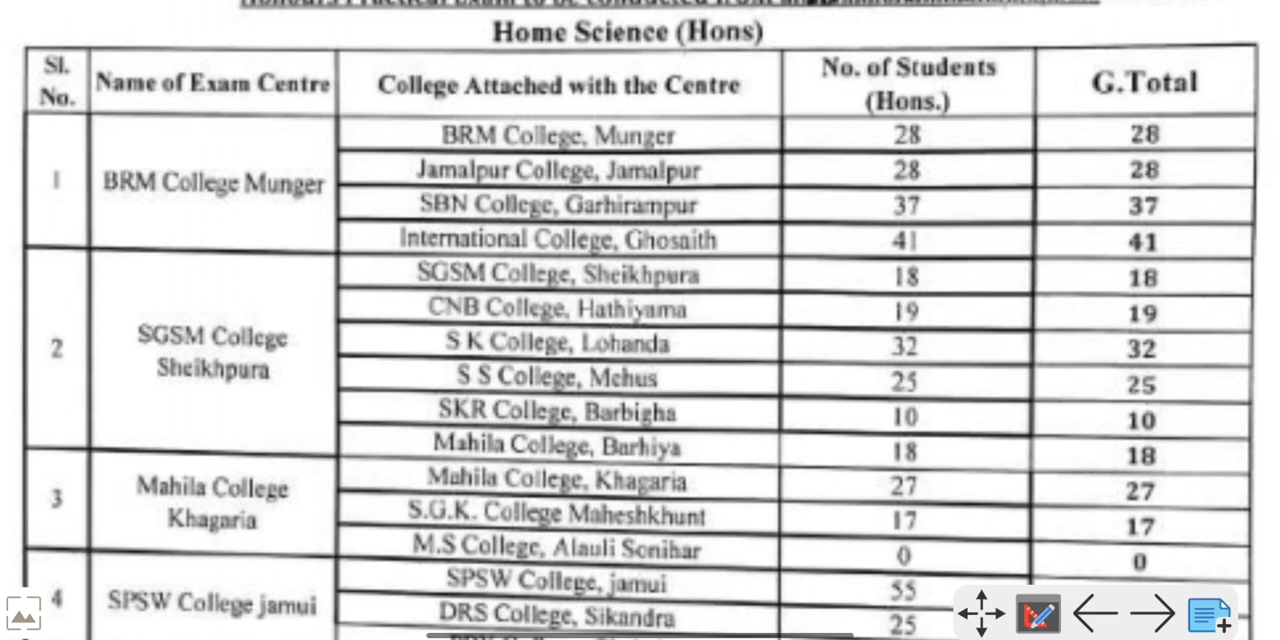 Home Science (Hons)
Sl. No. Name of Exam Centre College Attached with the Centre No. of Students (Hons.) G.Total
1 BRM College Munger BRM College, Munger 28 28
Jamalpur College, Jamalpur 28 28
SBN College, Garhirampur 37 37
International College, Ghosaith 41 41
2 SGSM College Sheikhpura SGSM College, Sheikhpura 18 18
CNB College, Hathiyama 19 19
S K College, Lohanda 32 32
S S College, Mehus 25 25
SKR College, Barbigha 10 10
Mahila College, Barhiya 18 18
3 Mahila College Khagaria Mahila College, Khagaria 27 27
S.G.K. College Maheshkhunt 17 17
M.S College, Alauli Sonihar 0 0
4 SPSW College jamui SPSW College, jamui 55
DRS College, Sikandra 25